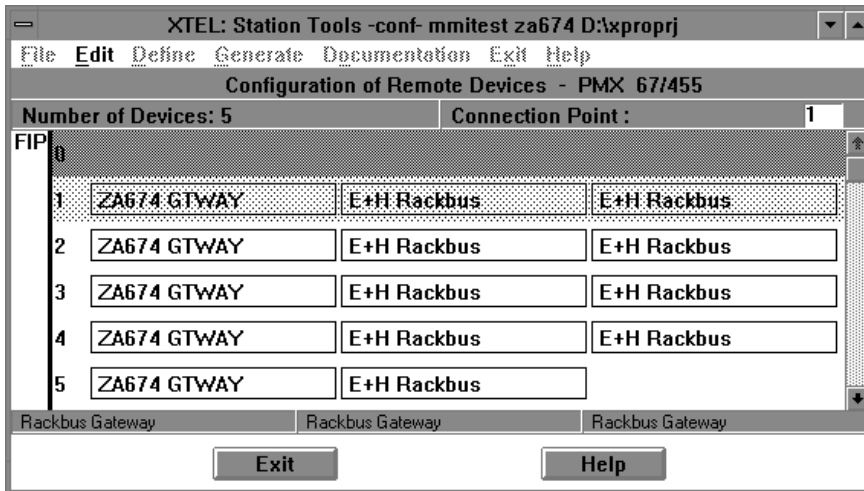 XTEL: Station Tools -conf- mmitest za674 D:\xproprj
File Edit Define Generate Documentation Exit Help
Configuration of Remote Devices - PMX 67/455
Number of Devices: 5 Connection Point : 1
FIP 0
1 ZA674 GTWAY E+H Rackbus E+H Rackbus
2 ZA674 GTWAY E+H Rackbus E+H Rackbus
3 ZA674 GTWAY E+H Rackbus E+H Rackbus
4 ZA674 GTWAY E+H Rackbus E+H Rackbus
5 ZA674 GTWAY E+H Rackbus
Rackbus Gateway Rackbus Gateway Rackbus Gateway
Exit Help